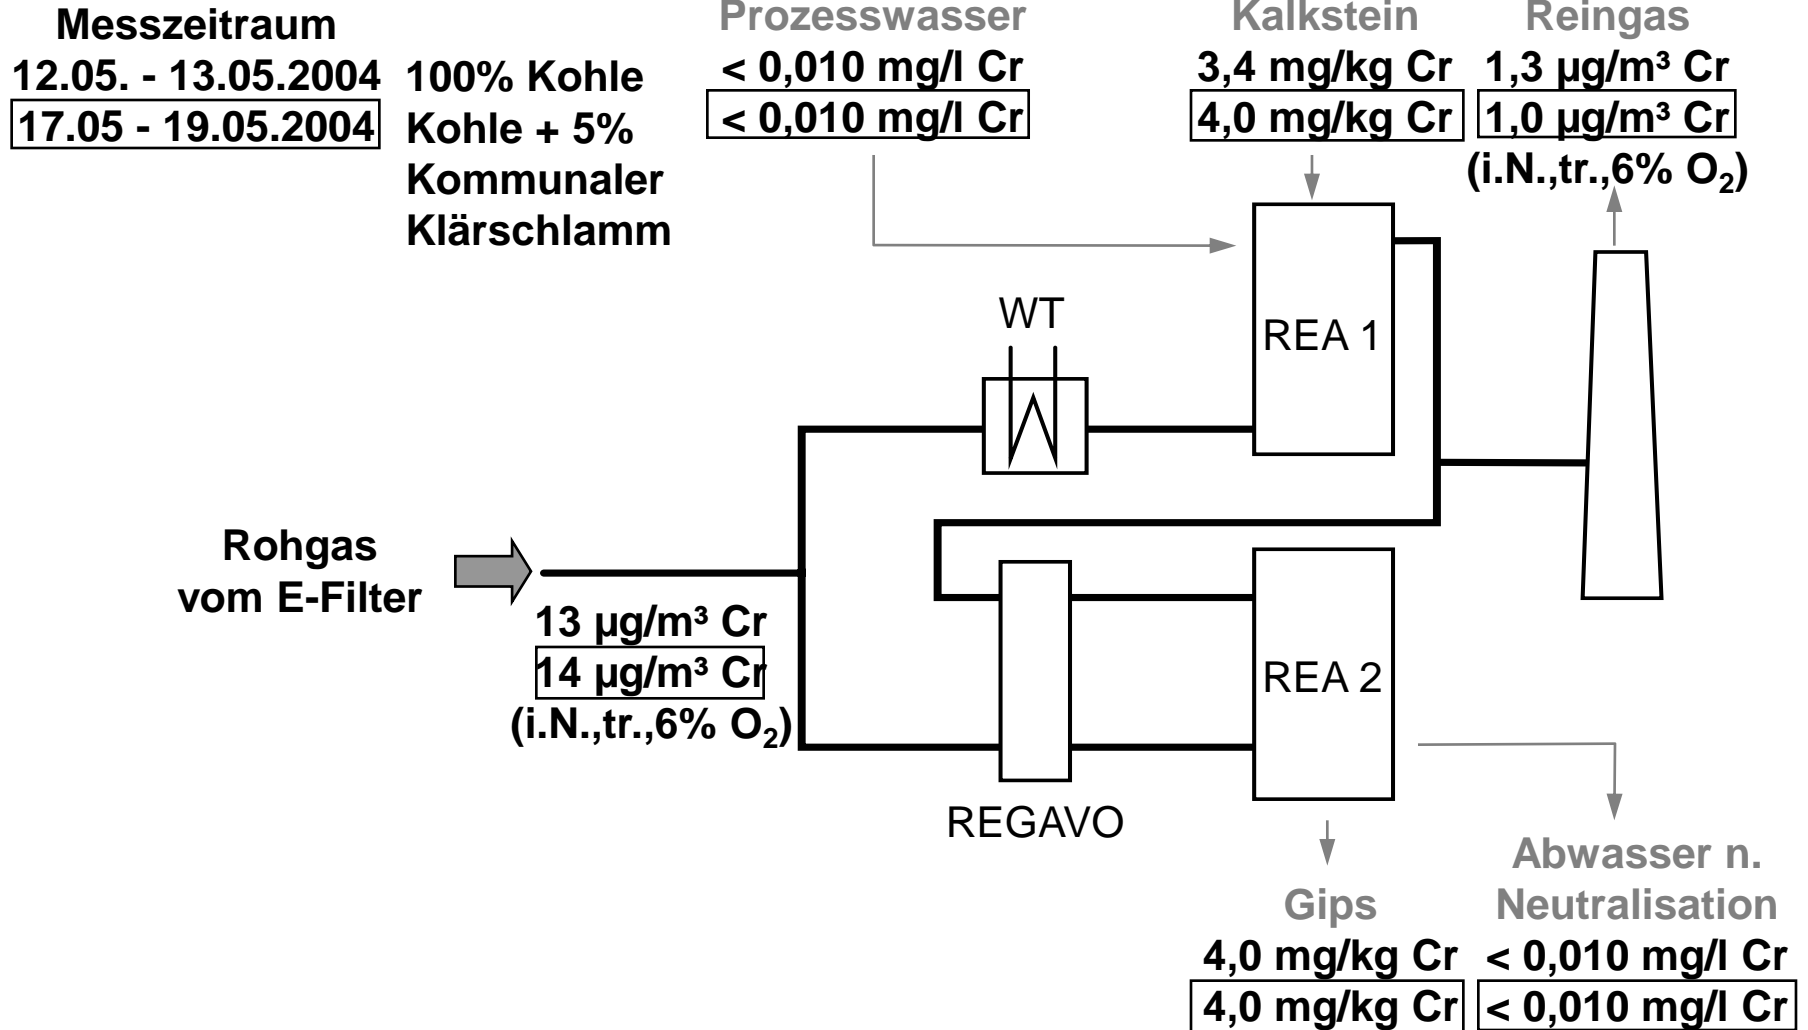 Messzeitraum
12.05. - 13.05.2004
17.05 - 19.05.2004
100% Kohle
Kohle + 5%
Kommunaler
Klärschlamm
Prozesswasser
< 0,010 mg/l Cr
< 0,010 mg/l Cr
Kalkstein
3,4 mg/kg Cr
4,0 mg/kg Cr
Reingas
1,3 µg/m³ Cr
1,0 µg/m³ Cr
(i.N.,tr.,6% O₂)
WT
REA 1
Rohgas
vom E-Filter
13 µg/m³ Cr
14 µg/m³ Cr
(i.N.,tr.,6% O₂)
REA 2
REGAVO
Gips
4,0 mg/kg Cr
4,0 mg/kg Cr
Abwasser n.
Neutralisation
< 0,010 mg/l Cr
< 0,010 mg/l Cr